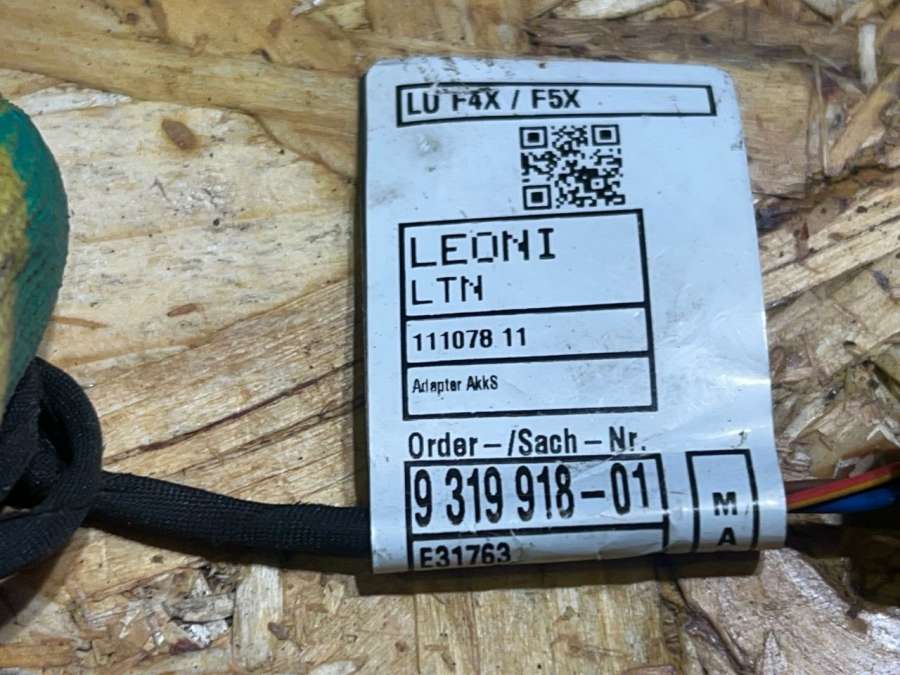 LU F4X / F5X
LEONI
LTN
111078 11
Adapter AkkS
Order-/Sach-Nr.
9 319 918-01
E31763
M
A